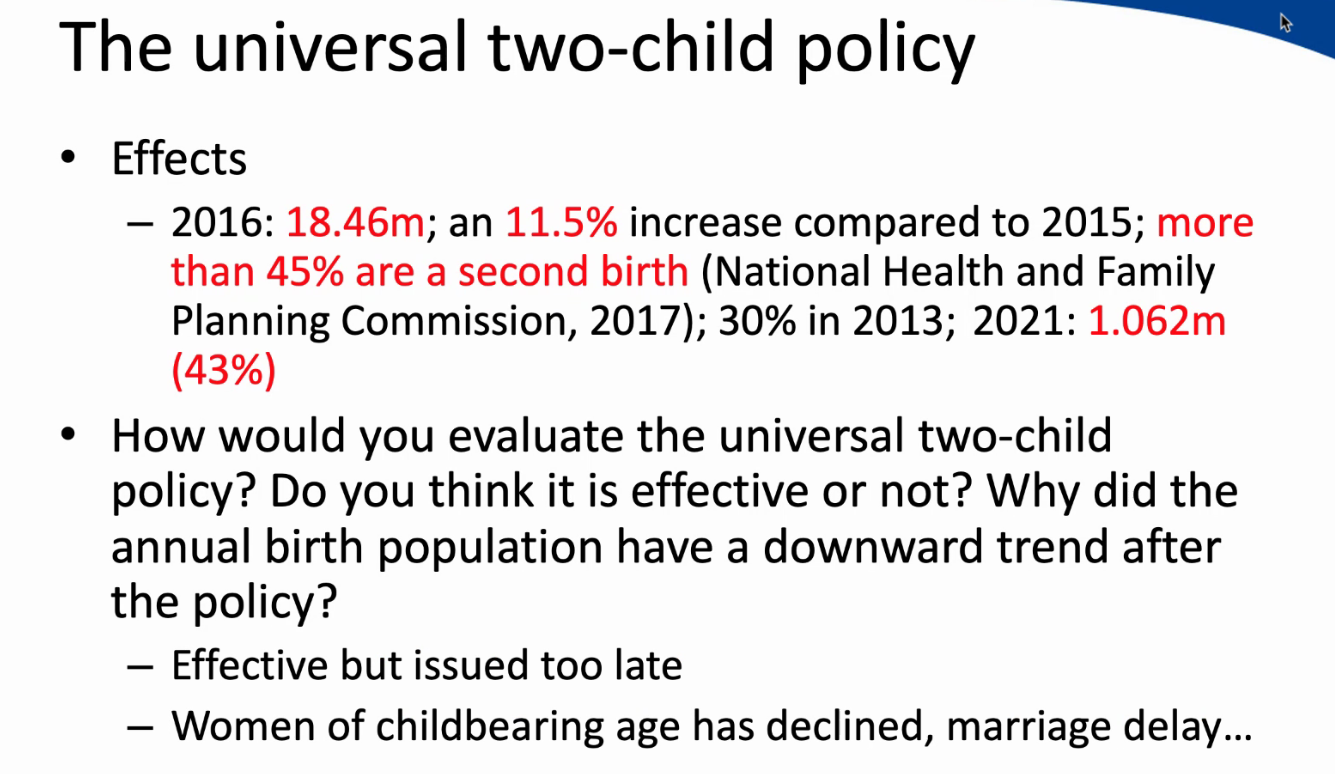 The universal two-child policy
• Effects
– 2016: 18.46m; an 11.5% increase compared to 2015; more
than 45% are a second birth (National Health and Family
Planning Commission, 2017); 30% in 2013; 2021: 1.062m
(43%)
• How would you evaluate the universal two-child
policy? Do you think it is effective or not? Why did the
annual birth population have a downward trend after
the policy?
– Effective but issued too late
– Women of childbearing age has declined, marriage delay...